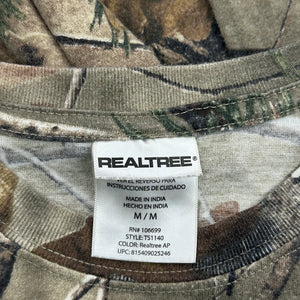 REALTREE®
VER EL REVERSO PARA
INSTRUCCIONES DE CUIDADO
MADE IN INDIA
HECHO EN INDIA
M / M
RN# 106699
STYLE#: TS1140
COLOR: Realtree AP
UPC: 815409025246